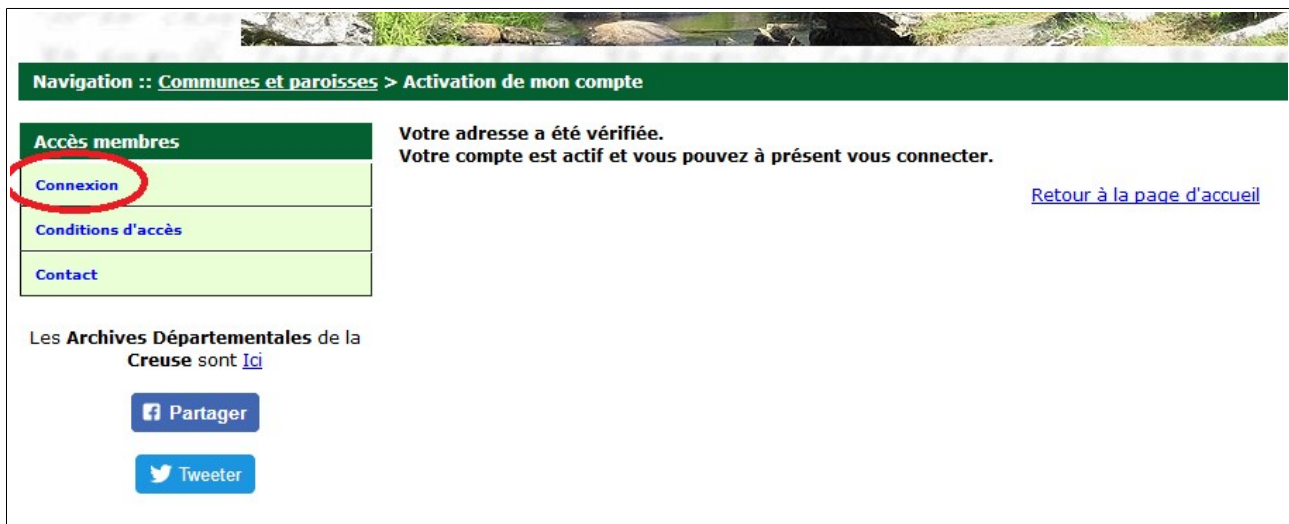 Navigation :: Communes et paroisses > Activation de mon compte
Accès membres
Connexion
Conditions d'accès
Contact
Votre adresse a été vérifiée.
Votre compte est actif et vous pouvez à présent vous connecter.
Retour à la page d'accueil
Les Archives Départementales de la
Creuse sont Ici
Partager
Tweeter